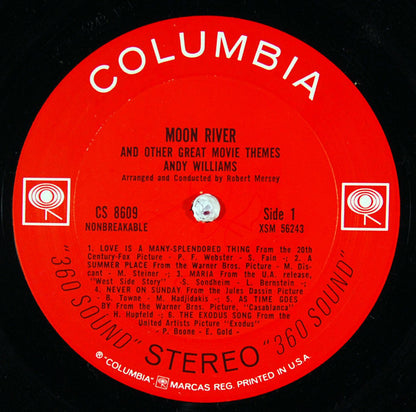 COLUMBIA
MOON RIVER
AND OTHER GREAT MOVIE THEMES
ANDY WILLIAMS
Arranged and Conducted by Robert Mersey
CS 8609
NONBREAKABLE
Side 1
XSM 56243
1. LOVE IS A MANY-SPLENDORED THING From the 20th
Century-Fox Picture - P. F. Webster - S. Fain -; 2. A
SUMMER PLACE From the Warner Bros. Picture - M. Dis-
cant - M. Steiner -; 3. MARIA From the U.A. release,
"West Side Story" - S. Sondheim - L. Bernstein -;
4. NEVER ON SUNDAY From the Jules Dassin Picture
- B. Towne - M. Hadjidakis -; 5. AS TIME GOES
BY From the Warner Bros. Picture, "Casablanca"
- H. Hupfeld -; 6. THE EXODUS SONG From the
United Artists Picture "Exodus"
- P. Boone - E. Gold -
"360 SOUND" STEREO "360 SOUND"
® "COLUMBIA" MARCAS REG. PRINTED IN U.S.A.